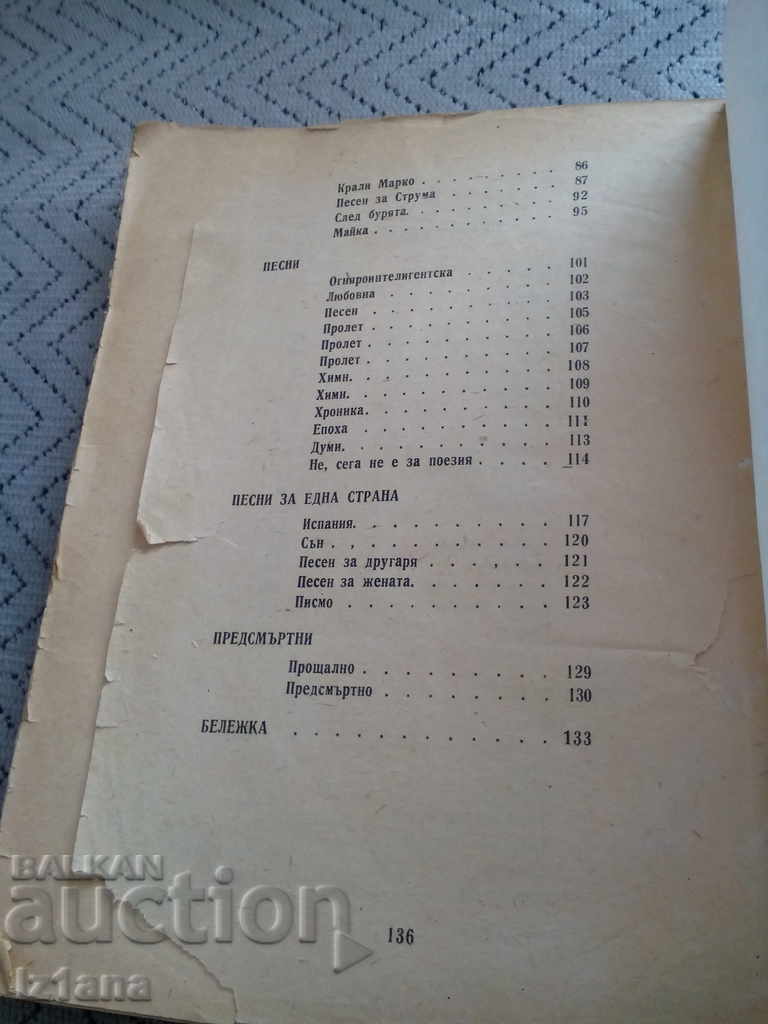 Крали Марко . . . . . . . . . 86
Песен за Струма . . . . . . . 87
След бурята. . . . . . . . . . 92
Майка . . . . . . . . . . . 95
ПЕСНИ
Огняроинтелигентска . . . . . . 101
Любовна . . . . . . . . . . 102
Песен . . . . . . . . . . . 103
Пролет . . . . . . . . . . . 105
Пролет . . . . . . . . . . . 106
Пролет . . . . . . . . . . . 107
Химн. . . . . . . . . . . . 108
Химн. . . . . . . . . . . . 109
Хроника. . . . . . . . . . . 110
Епоха . . . . . . . . . . . 111
Думи. . . . . . . . . . . . 113
Не, сега не е за поезия . . . . 114
ПЕСНИ ЗА ЕДНА СТРАНА
Испания. . . . . . . . . . . 117
Сън . . . . . . . . . . . . 120
Песен за другаря . . . . . . . 121
Песен за жената. . . . . . . . 122
Писмо . . . . . . . . . . . 123
ПРЕДСМЪРТНИ
Прощално . . . . . . . . . . 129
Предсмъртно . . . . . . . . . 130
БЕЛЕЖКА . . . . . . . . . . . . 133
136
BALKAN
auction
iz1ana